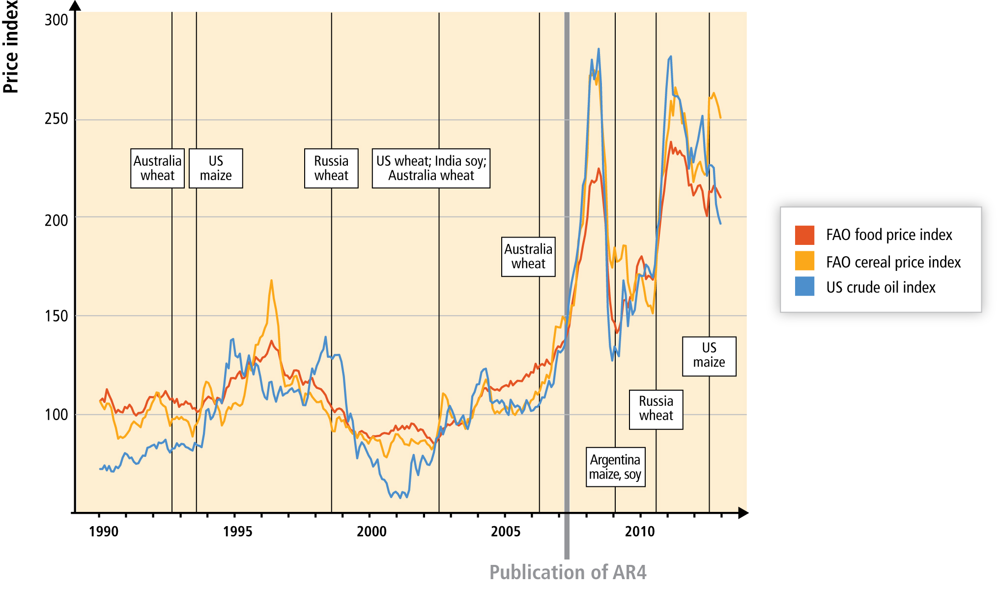 Price index
300
250
200
150
100
Australia
wheat
US
maize
Russia
wheat
US wheat; India soy;
Australia wheat
Australia
wheat
US
maize
Russia
wheat
Argentina
maize, soy
1990
1995
2000
2005
2010
Publication of AR4
FAO food price index
FAO cereal price index
US crude oil index